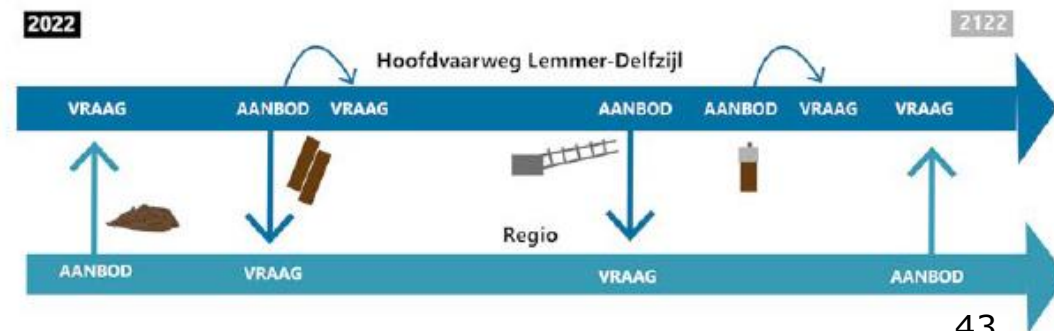 2022 2122
Hoofdvaarweg Lemmer-Delfzijl
VRAAG AANBOD VRAAG AANBOD AANBOD VRAAG VRAAG
Regio
AANBOD VRAAG VRAAG AANBOD
43